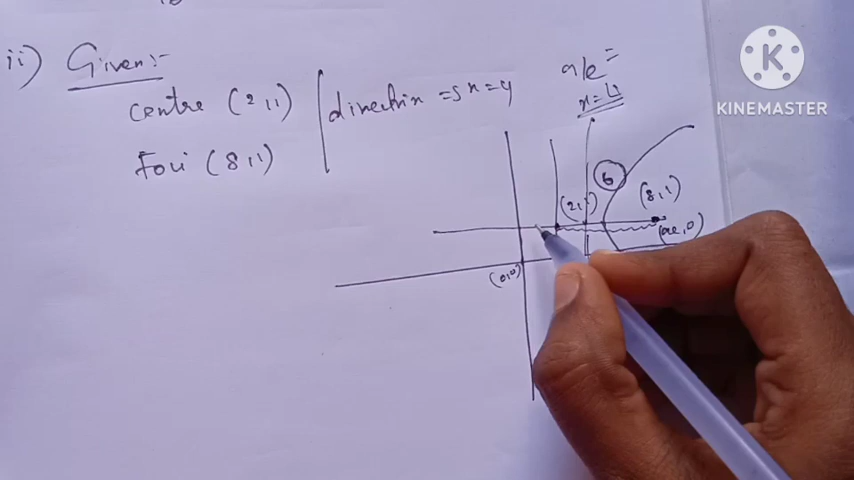 ii) Given:-
centre (2,1)
Foci (8,1)
directrix => x=4
a/e =
x=4
6
(2,
(8,1)
(ae,0)
(0,0)
K
KINEMASTER